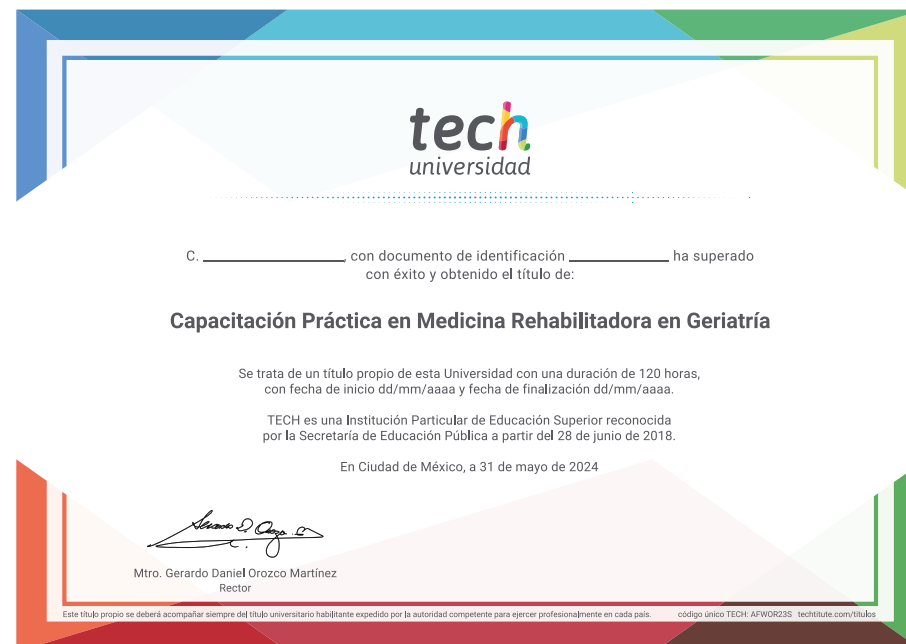 tech
universidad
C. ____________, con documento de identificación ____________ ha superado
con éxito y obtenido el título de:
Capacitación Práctica en Medicina Rehabilitadora en Geriatría
Se trata de un título propio de esta Universidad con una duración de 120 horas,
con fecha de inicio dd/mm/aaaa y fecha de finalización dd/mm/aaaa.
TECH es una Institución Particular de Educación Superior reconocida
por la Secretaría de Educación Pública a partir del 28 de junio de 2018.
En Ciudad de México, a 31 de mayo de 2024
Mtro. Gerardo Daniel Orozco Martínez
Rector
Este título propio se deberá acompañar siempre del título universitario habilitante expedido por la autoridad competente para ejercer profesionalmente en cada país. código único TECH: AFWOR23S techtitute.com/titulos